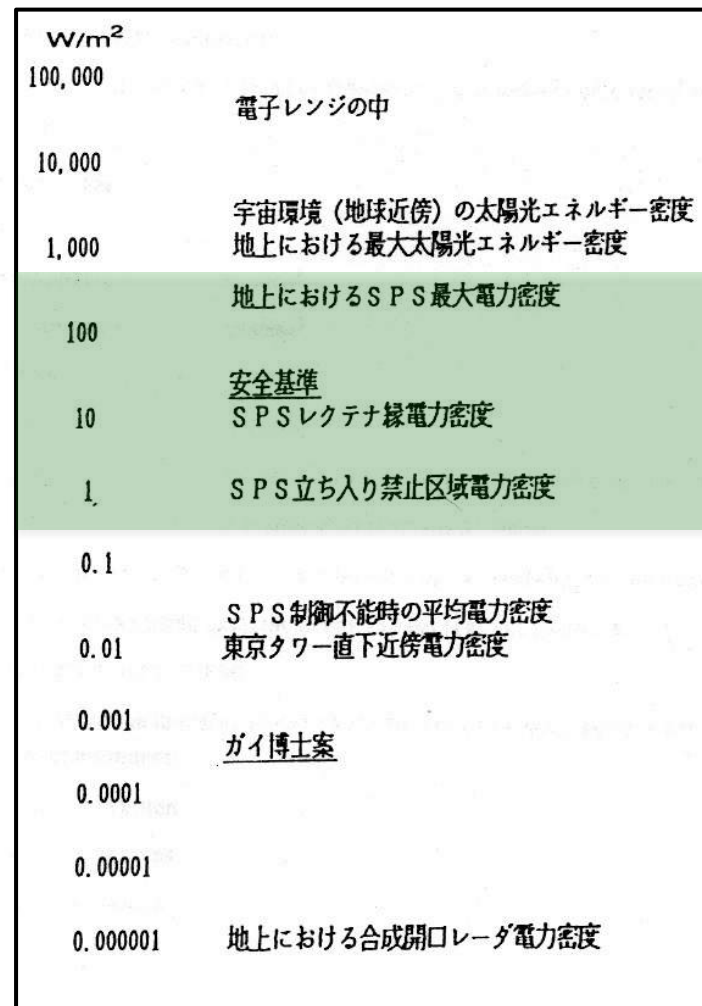 W/m²
100,000
電子レンジの中
10,000
宇宙環境（地球近傍）の太陽光エネルギー密度
1,000 地上における最大太陽光エネルギー密度
地上におけるＳＰＳ最大電力密度
100
安全基準
10 ＳＰＳレクテナ縁電力密度
1 ＳＰＳ立ち入り禁止区域電力密度
0.1
ＳＰＳ制御不能時の平均電力密度
0.01 東京タワー直下近傍電力密度
0.001
ガイ博士案
0.0001
0.00001
0.000001 地上における合成開口レーダ電力密度